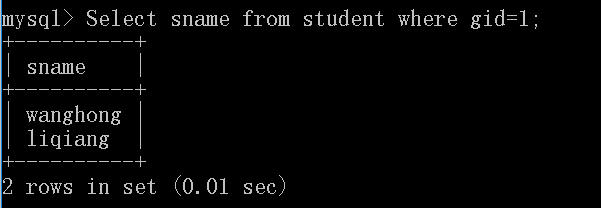 mysql> Select sname from student where gid=1;
+----------+
| sname    |
+----------+
| wanghong |
| liqiang  |
+----------+
2 rows in set (0.01 sec)